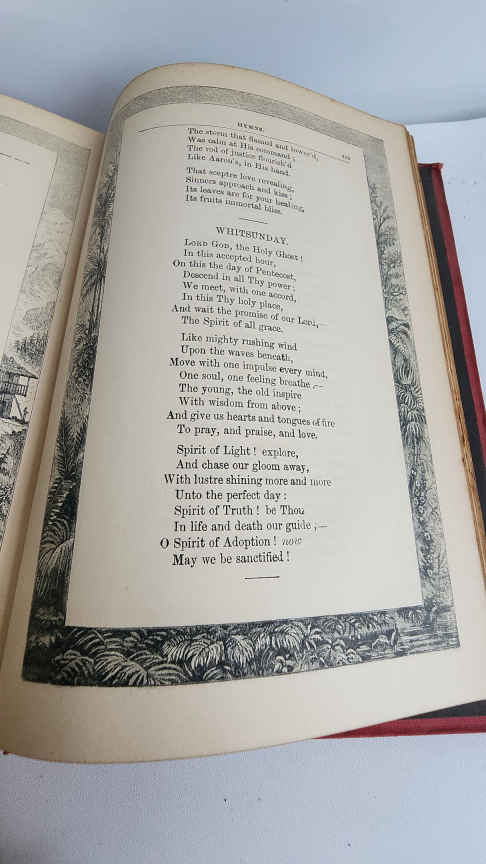 HYMNS.
The storm that flamed and lower'd,
Was calm at His command;
The rod of justice flourish'd
Like Aaron's, in His hand.
That sceptre love revealing,
Sinners approach and kiss;
Its leaves are for your healing,
Its fruits immortal bliss.
WHITSUNDAY.
LORD GOD, the Holy Ghost!
In this accepted hour,
On this the day of Pentecost,
Descend in all Thy power:
We meet, with one accord,
In this Thy holy place,
And wait the promise of our Lord,—
The Spirit of all grace.
Like mighty rushing wind
Upon the waves beneath,
Move with one impulse every mind,
One soul, one feeling breathe;—
The young, the old inspire
With wisdom from above;
And give us hearts and tongues of fire
To pray, and praise, and love.
Spirit of Light! explore,
And chase our gloom away,
With lustre shining more and more
Unto the perfect day:
Spirit of Truth! be Thou
In life and death our guide;—
O Spirit of Adoption! now
May we be sanctified!